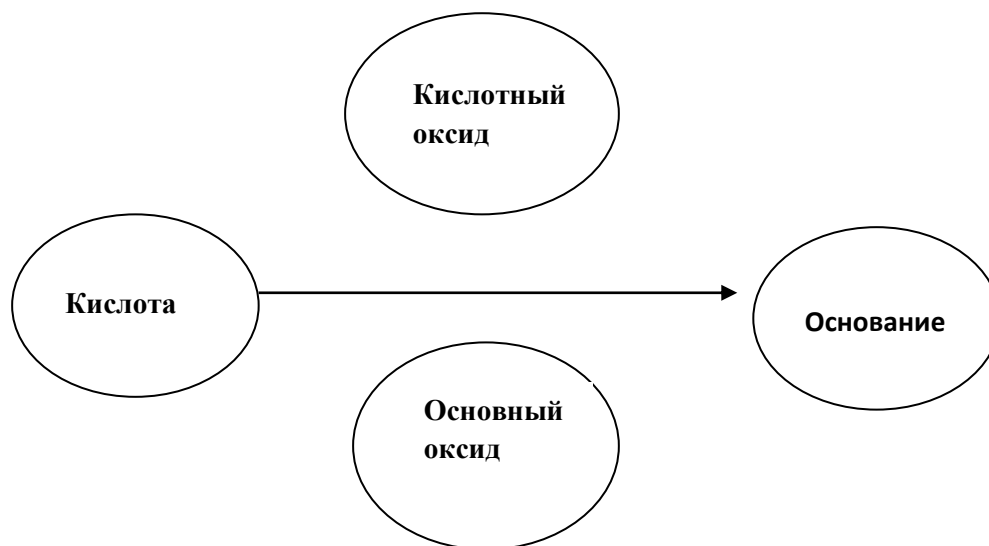 Кислотный
оксид
Кислота
Основание
Основный
оксид